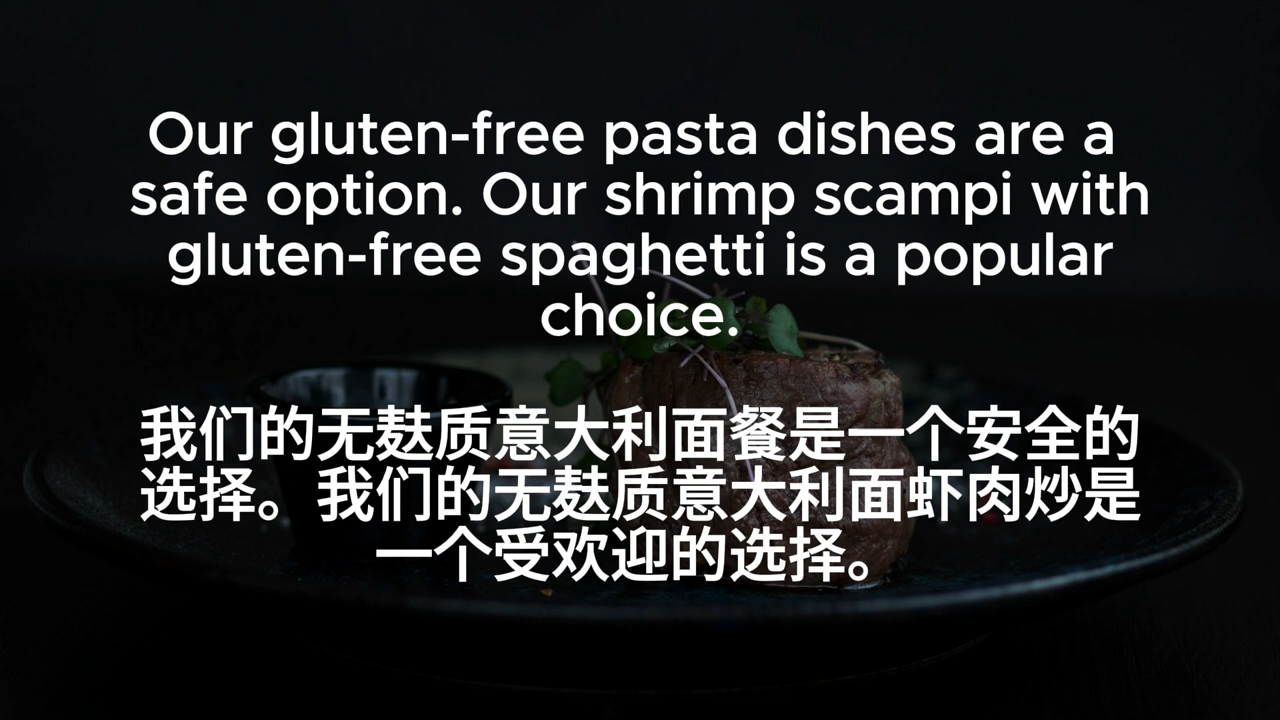 Our gluten-free pasta dishes are a
safe option. Our shrimp scampi with
gluten-free spaghetti is a popular
choice.
我们的无麸质意大利面餐是一个安全的
选择。我们的无麸质意大利面虾肉炒是
一个受欢迎的选择。